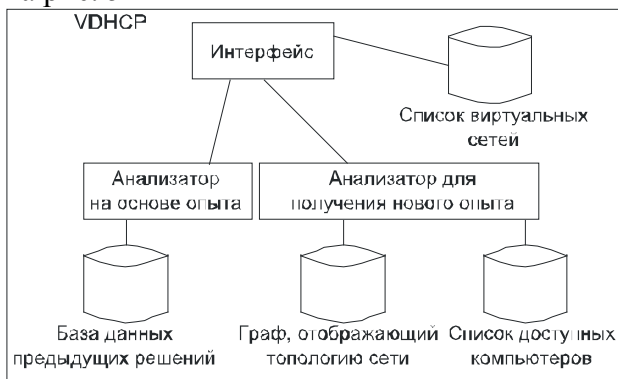 VDHCP
Интерфейс
Список виртуальных
сетей
Анализатор
на основе опыта
Анализатор для
получения нового опыта
База данных
предыдущих решений
Граф, отображающий
топологию сети
Список доступных
компьютеров